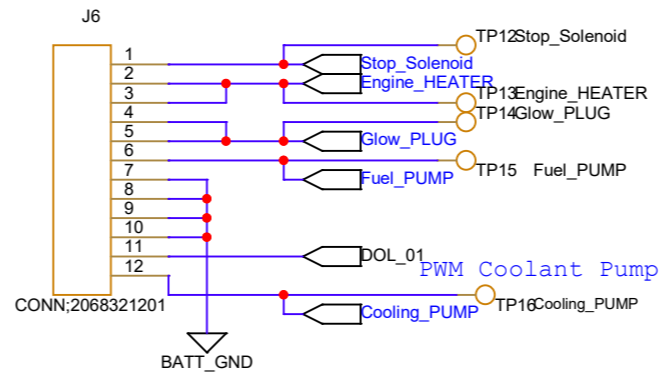 J6
TP12Stop_Solenoid
1
Stop_Solenoid
2
Engine_HEATER
3
TP13Engine_HEATER
TP14Glow_PLUG
4
5
Glow_PLUG
6
TP15 Fuel_PUMP
7
Fuel_PUMP
8
9
10
11
DOL_01
PWM Coolant Pump
12
CONN;2068321201
TP16Cooling_PUMP
Cooling_PUMP
BATT_GND